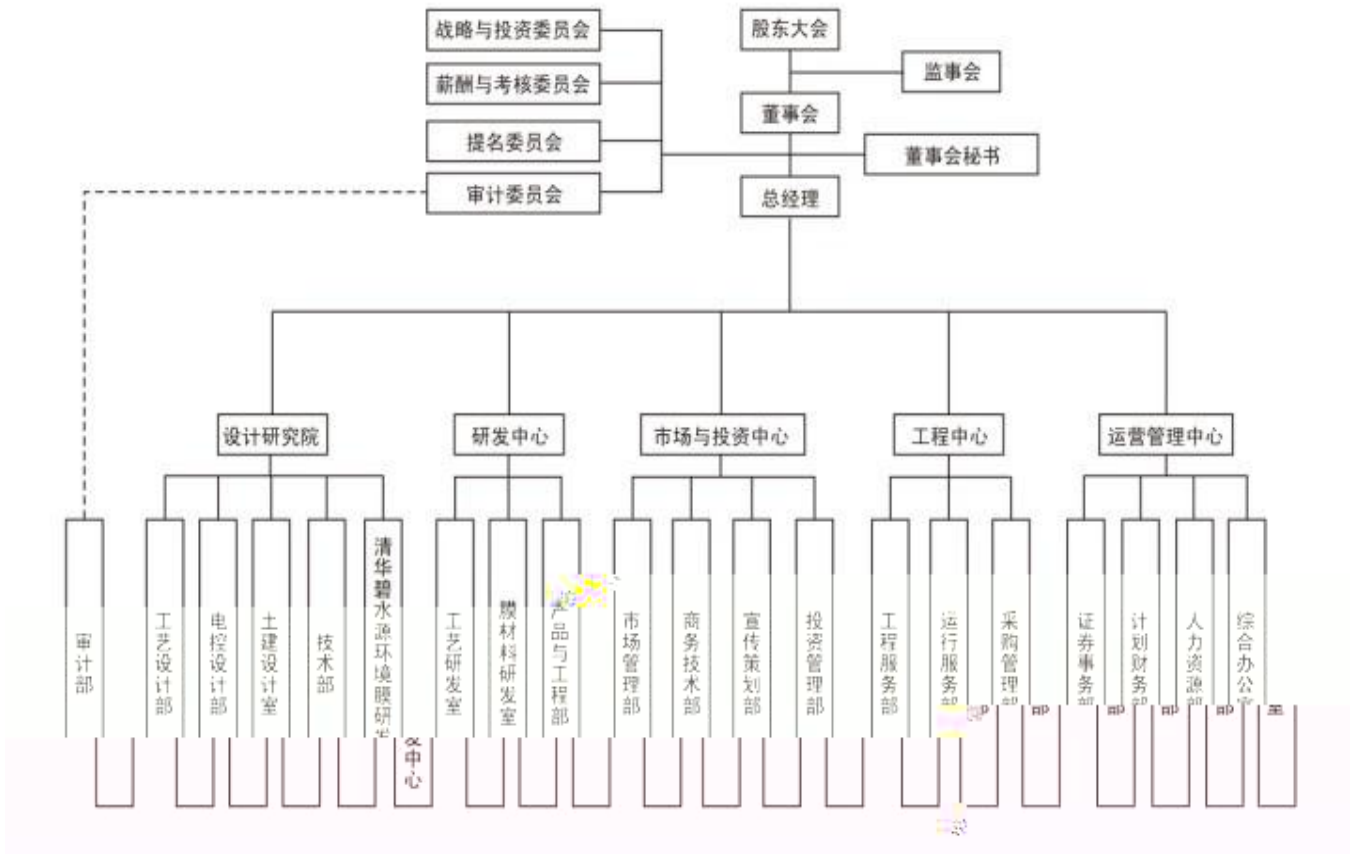 战略与投资委员会
股东大会
监事会
薪酬与考核委员会
董事会
提名委员会
董事会秘书
审计委员会
总经理
设计研究院
研发中心
市场与投资中心
工程中心
运营管理中心
审计部
工艺设计部
电控设计部
土建设计室
技术部
清华碧水源环境膜研发中心
工艺研发室
膜材料研发室
产品与工程部
市场管理部
商务技术部
宣传策划部
投资管理部
工程服务部
运行服务部
采购管理部
证券事务部
计划财务部
人力资源部
综合办公室